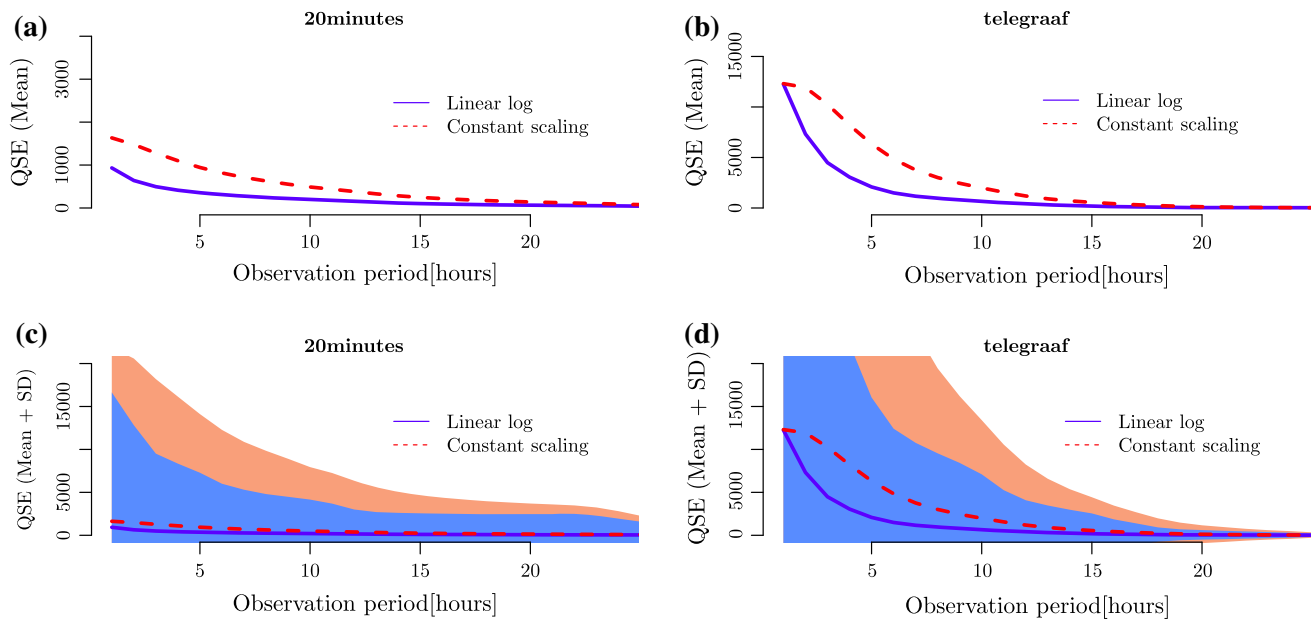 (a)
20minutes
QSE (Mean)
0
1000
3000
Linear log
Constant scaling
5
10
15
20
Observation period[hours]
(b)
telegraaf
QSE (Mean)
0
5000
15000
Linear log
Constant scaling
5
10
15
20
Observation period[hours]
(c)
20minutes
QSE (Mean + SD)
0
5000
15000
Linear log
Constant scaling
5
10
15
20
Observation period[hours]
(d)
telegraaf
QSE (Mean + SD)
0
5000
15000
Linear log
Constant scaling
5
10
15
20
Observation period[hours]